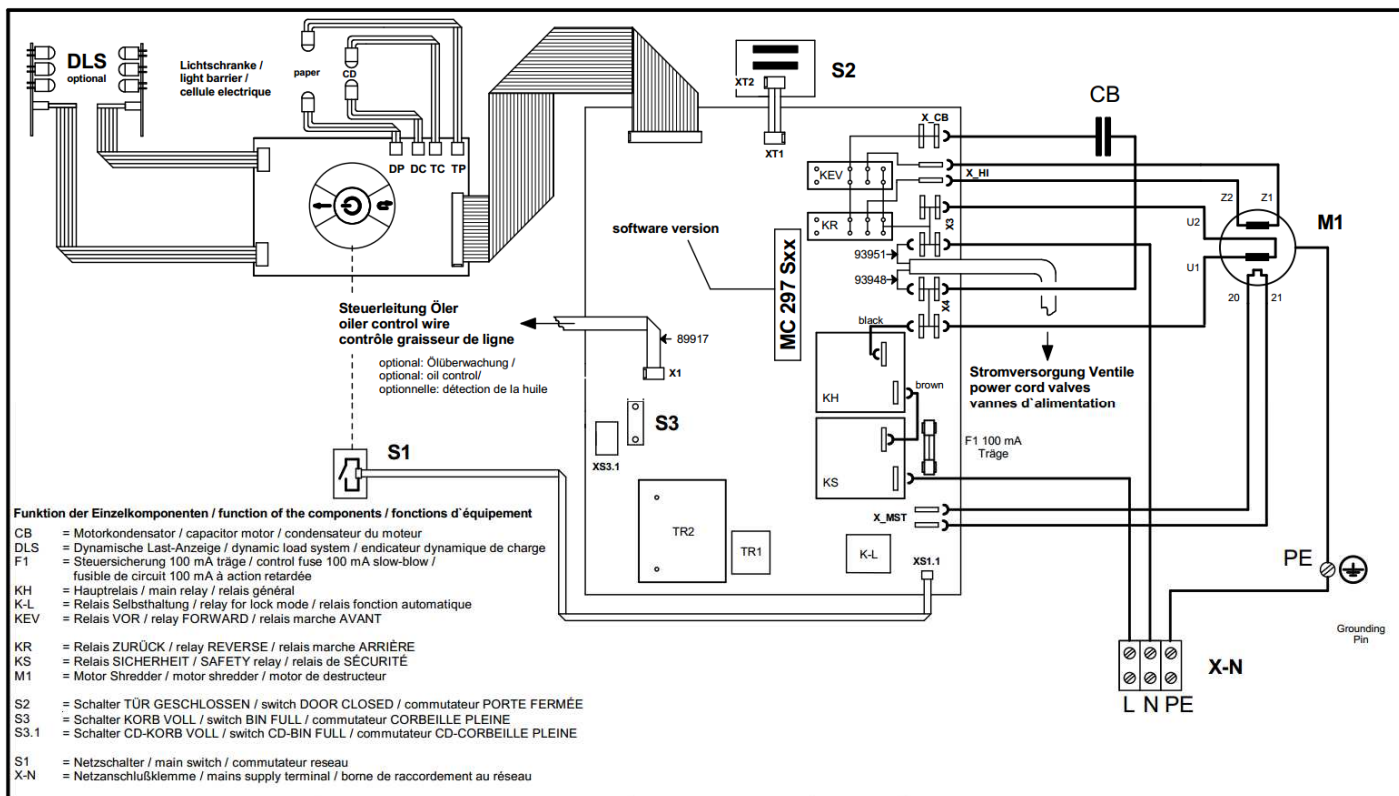 DLS
optional
Lichtschranke /
light barrier /
cellule electrique
paper
CD
DP DC TC TP
XT2
S2
XT1
X_CB
CB
KEV
X_HI
Z2
Z1
M1
U2
U1
20
21
KR
X3
software version
MC 297 Sxx
93951
93948
X4
black
Steuerleitung Öler
oiler control wire
contrôle graisseur de ligne
optional: Ölüberwachung /
optional: oil control/
optionnelle: détection de la huile
89917
X1
Stromversorgung Ventile
power cord valves
vannes d`alimentation
KH
brown
S3
XS3.1
F1 100 mA
Träge
KS
S1
TR2
TR1
K-L
X_MST
XS1.1
PE
Grounding
Pin
X-N
L N PE
Funktion der Einzelkomponenten / function of the components / fonctions d`équipement
CB = Motorkondensator / capacitor motor / condensateur du moteur
DLS = Dynamische Last-Anzeige / dynamic load system / endicateur dynamique de charge
F1 = Steuersicherung 100 mA träge / control fuse 100 mA slow-blow /
fusible de circuit 100 mA à action retardée
KH = Hauptrelais / main relay / relais général
K-L = Relais Selbsthaltung / relay for lock mode / relais fonction automatique
KEV = Relais VOR / relay FORWARD / relais marche AVANT
KR = Relais ZURÜCK / relay REVERSE / relais marche ARRIÈRE
KS = Relais SICHERHEIT / SAFETY relay / relais de SÉCURITÉ
M1 = Motor Shredder / motor shredder / motor de destructeur
S2 = Schalter TÜR GESCHLOSSEN / switch DOOR CLOSED / commutateur PORTE FERMÉE
S3 = Schalter KORB VOLL / switch BIN FULL / commutateur CORBEILLE PLEINE
S3.1 = Schalter CD-KORB VOLL / switch CD-BIN FULL / commutateur CD-CORBEILLE PLEINE
S1 = Netzschalter / main switch / commutateur reseau
X-N = Netzanschlußklemme / mains supply terminal / borne de raccordement au réseau